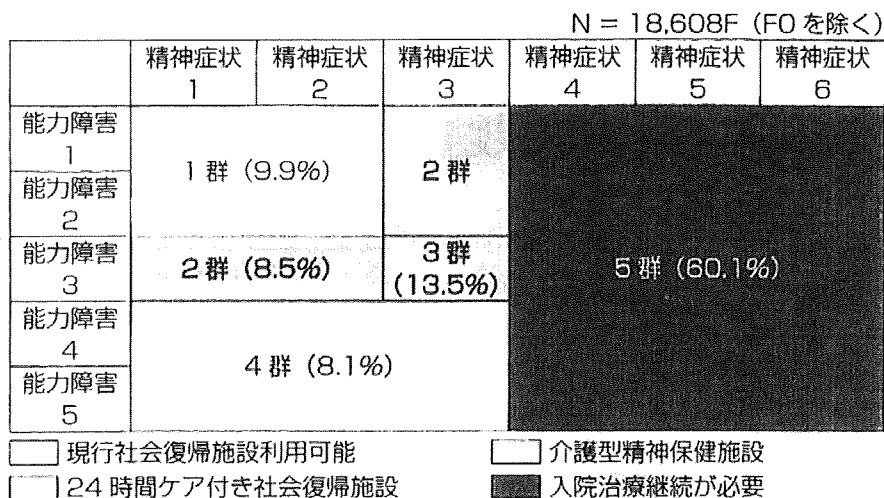 N = 18,608F (F0 を除く)
精神症状 精神症状 精神症状 精神症状 精神症状 精神症状
1 2 3 4 5 6
能力障害
1
能力障害
2
1 群 (9.9%) 2 群
能力障害
3
2 群 (8.5%) 3 群
(13.5%)
5 群 (60.1%)
能力障害
4
能力障害
5
4 群 (8.1%)
現行社会復帰施設利用可能 介護型精神保健施設
24 時間ケア付き社会復帰施設 入院治療継続が必要